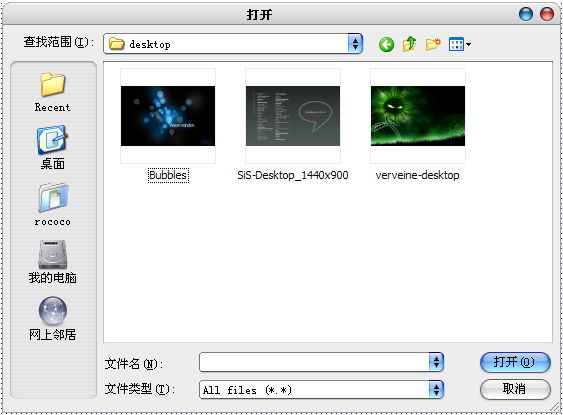 打开
查找范围(I):
desktop
Recent
桌面
rococo
我的电脑
网上邻居
Bubbles
SiS-Desktop_1440x900
verveine-desktop
文件名(N):
打开(O)
文件类型(T):
All files (*.*)
取消